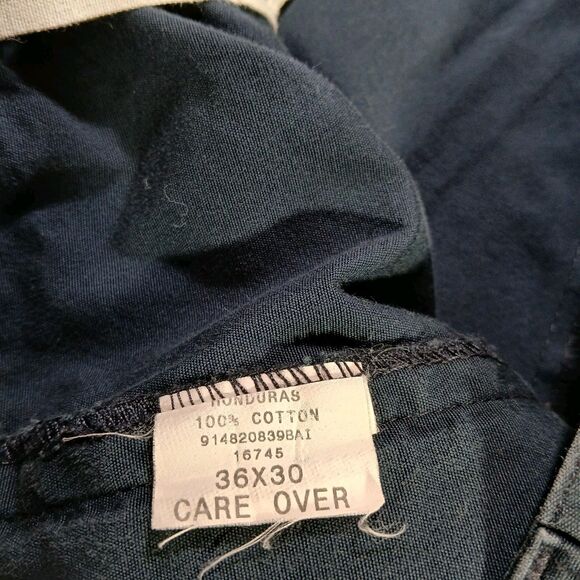 HONDURAS
100% COTTON
914820839BAI
16745
36X30
CARE OVER